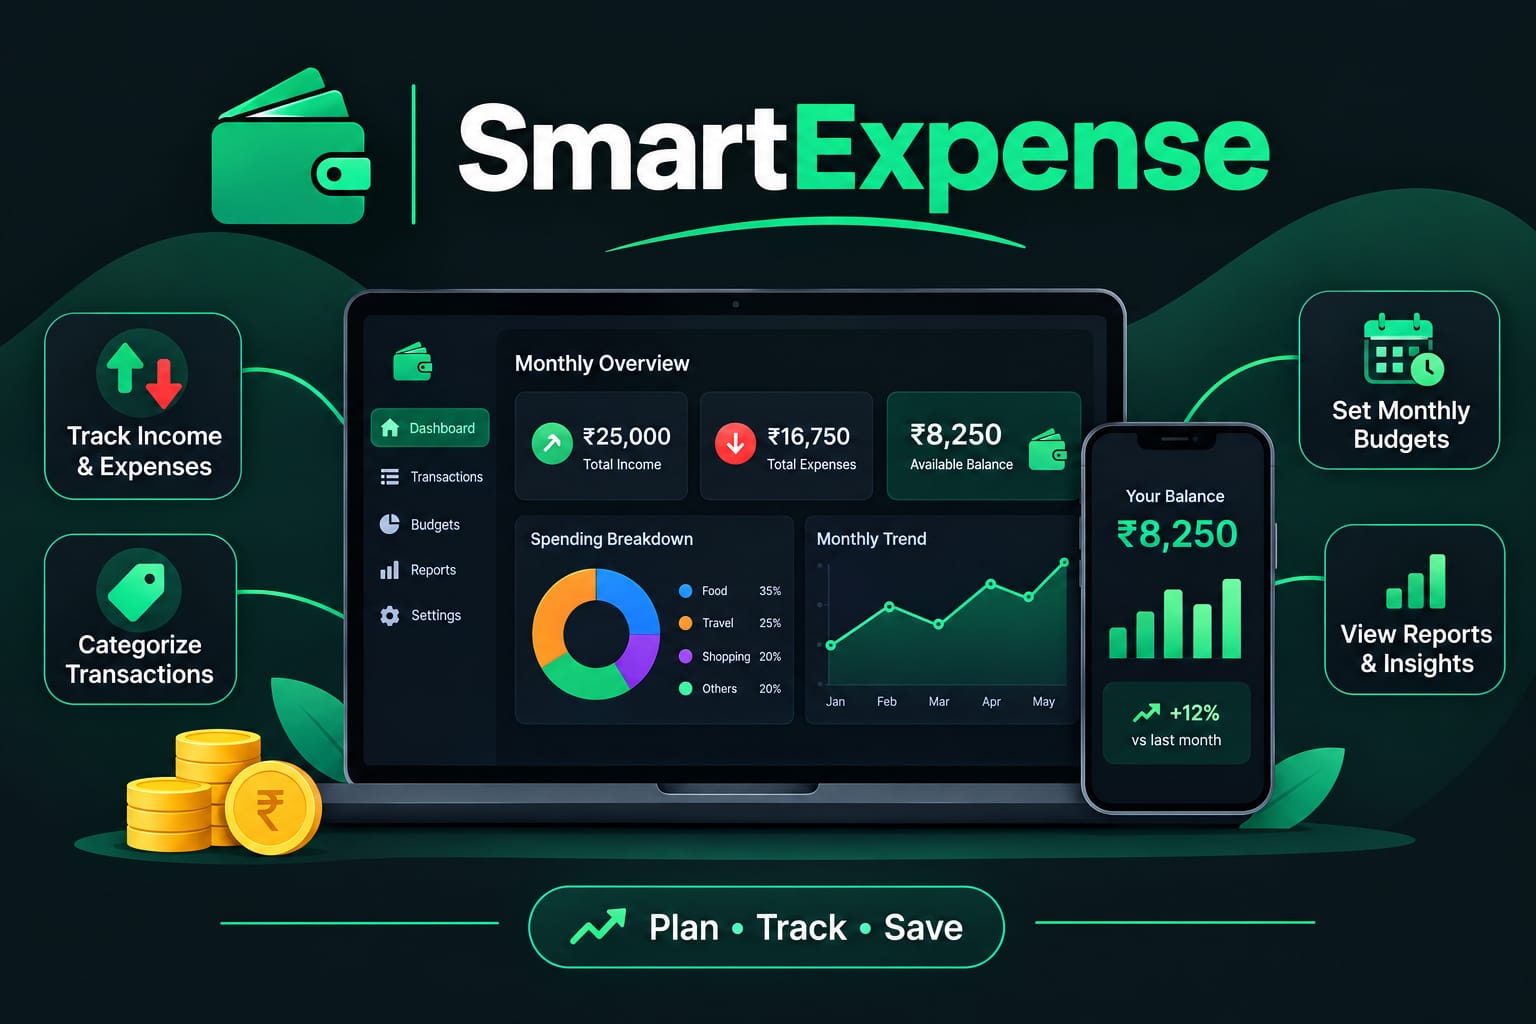 SmartExpense
Track Income
& Expenses
Categorize
Transactions
Dashboard
Transactions
Budgets
Reports
Settings
Monthly Overview
₹25,000
Total Income
₹16,750
Total Expenses
₹8,250
Available Balance
Spending Breakdown
Food 35%
Travel 25%
Shopping 20%
Others 20%
Monthly Trend
Jan Feb Mar Apr May
Your Balance
₹8,250
+12%
vs last month
Set Monthly
Budgets
View Reports
& Insights
₹
Plan • Track • Save